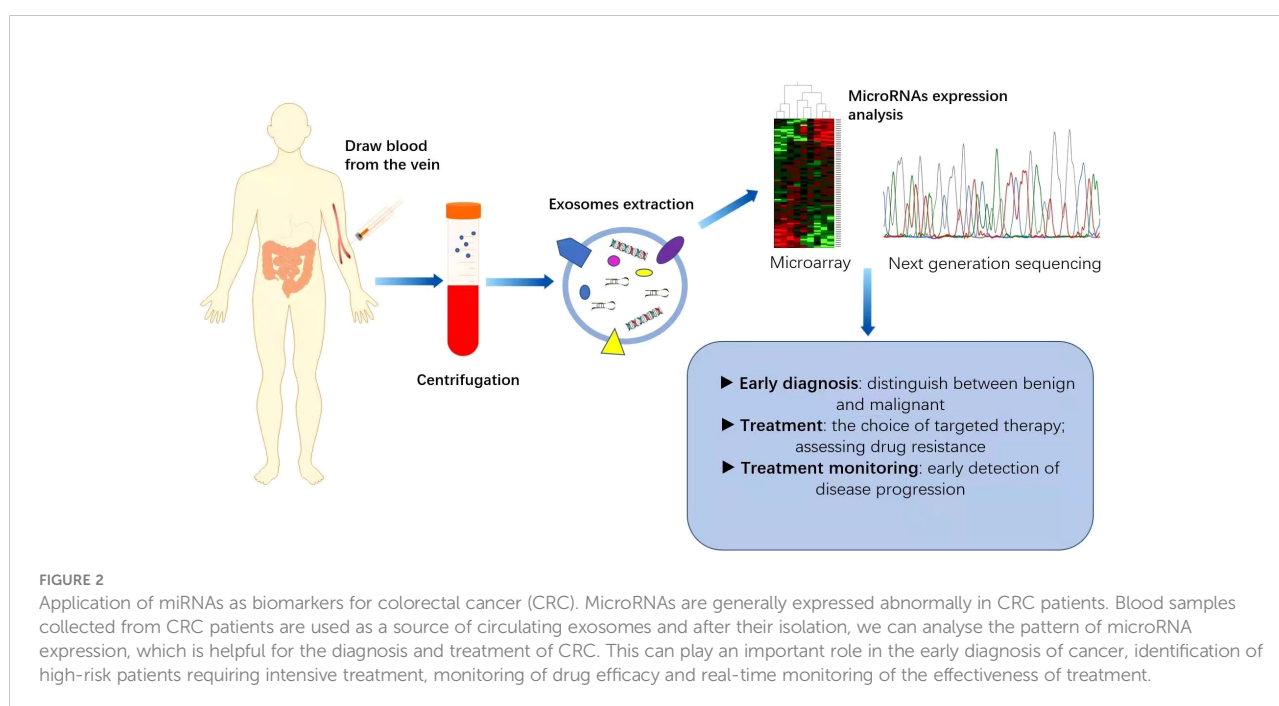 Draw blood
from the vein
Centrifugation
Exosomes extraction
MicroRNAs expression
analysis
Microarray
Next generation sequencing
▶ Early diagnosis: distinguish between benign
and malignant
▶ Treatment: the choice of targeted therapy;
assessing drug resistance
▶ Treatment monitoring: early detection of
disease progression
FIGURE 2
Application of miRNAs as biomarkers for colorectal cancer (CRC). MicroRNAs are generally expressed abnormally in CRC patients. Blood samples
collected from CRC patients are used as a source of circulating exosomes and after their isolation, we can analyse the pattern of microRNA
expression, which is helpful for the diagnosis and treatment of CRC. This can play an important role in the early diagnosis of cancer, identification of
high-risk patients requiring intensive treatment, monitoring of drug efficacy and real-time monitoring of the effectiveness of treatment.